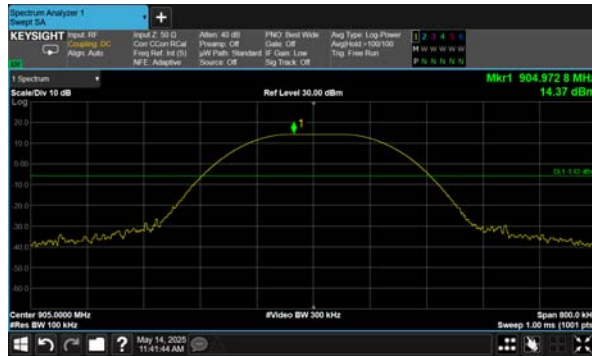 Spectrum Analyzer 1
Swept SA
KEYSIGHT
Input: RF
Coupling: DC
Align: Auto
Input Z: 50 Ω
Corr CCorr RCal
Freq Ref: Int (S)
NFE: Adaptive
Atten: 40 dB
Preamp: Off
µW Path: Standard
Source: Off
PNO: Best Wide
Gate: Off
IF Gain: Low
Sig Track: Off
Avg Type: Log-Power
Avg|Hold >100/100
Trig: Free Run
1 2 3 4 5 6
M W W W W W
P N N N N N
1 Spectrum
Scale/Div 10 dB
Ref Level 30.00 dBm
Mkr1 904.972 8 MHz
14.37 dBm
Log
20.0
10.0
0.00
-10.0
-20.0
-30.0
-40.0
-50.0
-60.0
1
Center 905.0000 MHz
#Res BW 100 kHz
#Video BW 300 kHz
Span 800.0 kHz
Sweep 1.00 ms (1001 pts)
May 14, 2025
11:41:44 AM